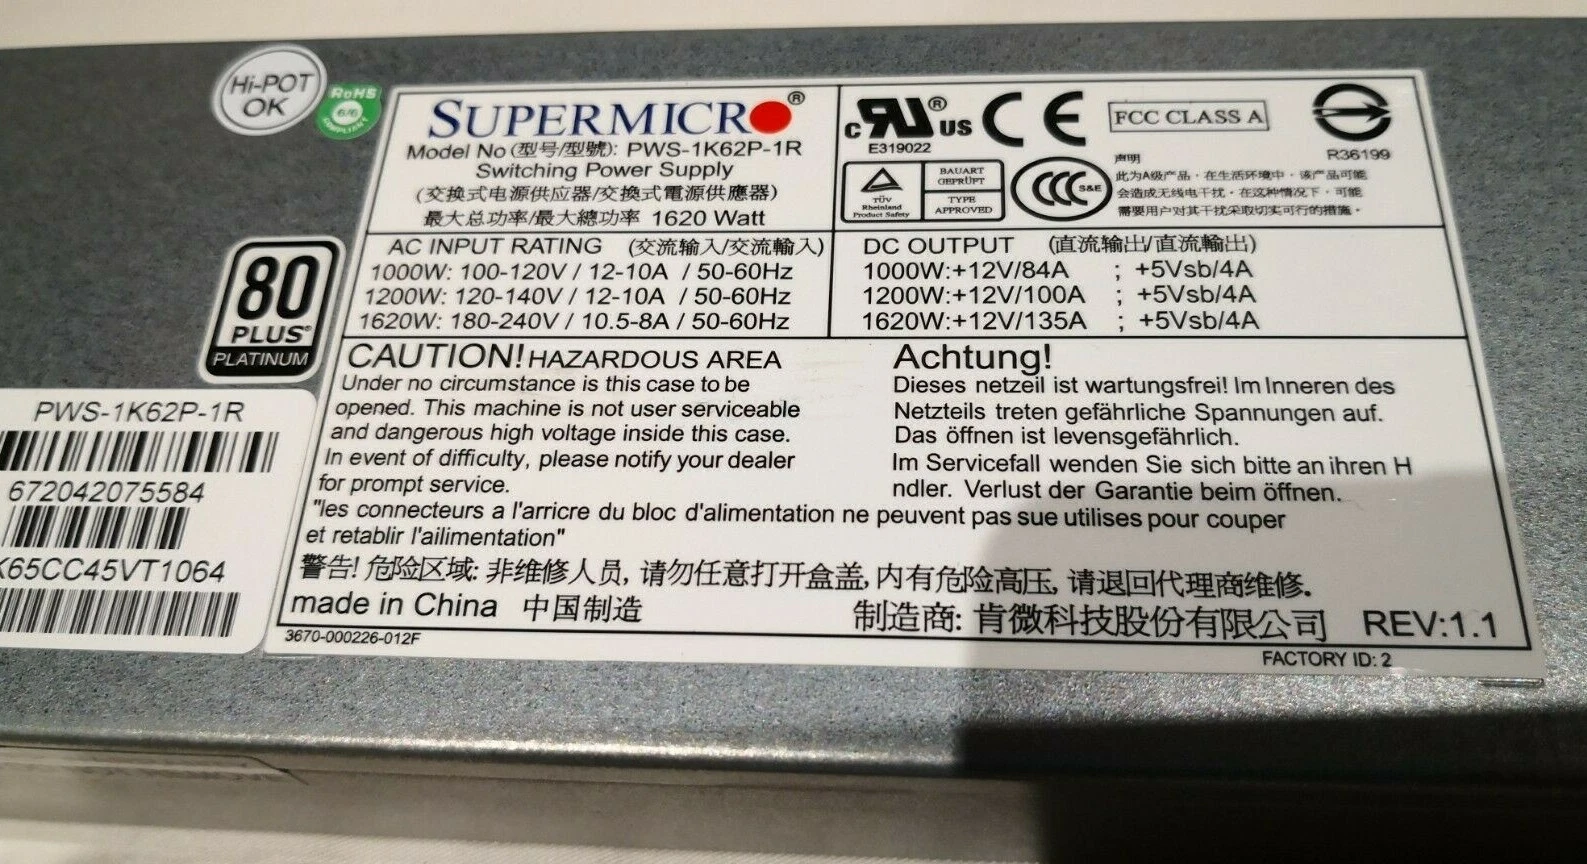 Hi-POT
OK
RoHS
6/6
COMPLIANT
SUPERMICRO®
Model No (型号/型號): PWS-1K62P-1R
Switching Power Supply
(交换式电源供应器/交換式電源供應器)
最大总功率/最大總功率 1620 Watt
c RU ® US
E319022
CE
FCC CLASS A
R36199
TÜV
Rheinland
Product Safety
BAUART
GEPRÜFT
TYPE
APPROVED
CCC S&E
声明
此为A级产品，在生活环境中，该产品可能
会造成无线电干扰，在这种情况下，可能
需要用户对其干扰采取切实可行的措施。
AC INPUT RATING (交流输入/交流輸入)
1000W: 100-120V / 12-10A / 50-60Hz
1200W: 120-140V / 12-10A / 50-60Hz
1620W: 180-240V / 10.5-8A / 50-60Hz
DC OUTPUT (直流输出/直流輸出)
1000W:+12V/84A ; +5Vsb/4A
1200W:+12V/100A ; +5Vsb/4A
1620W:+12V/135A ; +5Vsb/4A
80
PLUS®
PLATINUM
CAUTION! HAZARDOUS AREA
Under no circumstance is this case to be
opened. This machine is not user serviceable
and dangerous high voltage inside this case.
In event of difficulty, please notify your dealer
for prompt service.
Achtung!
Dieses netzeil ist wartungsfrei! Im Inneren des
Netzteils treten gefährliche Spannungen auf.
Das öffnen ist levensgefährlich.
Im Servicefall wenden Sie sich bitte an ihren H
ndler. Verlust der Garantie beim öffnen.
"les connecteurs a l'arricre du bloc d'alimentation ne peuvent pas sue utilises pour couper
et retablir l'ailimentation"
警告! 危险区域: 非维修人员, 请勿任意打开盒盖, 内有危险高压, 请退回代理商维修.
made in China 中国制造
制造商: 肯微科技股份有限公司 REV:1.1
3670-000226-012F
FACTORY ID: 2
PWS-1K62P-1R
672042075584
K65CC45VT1064